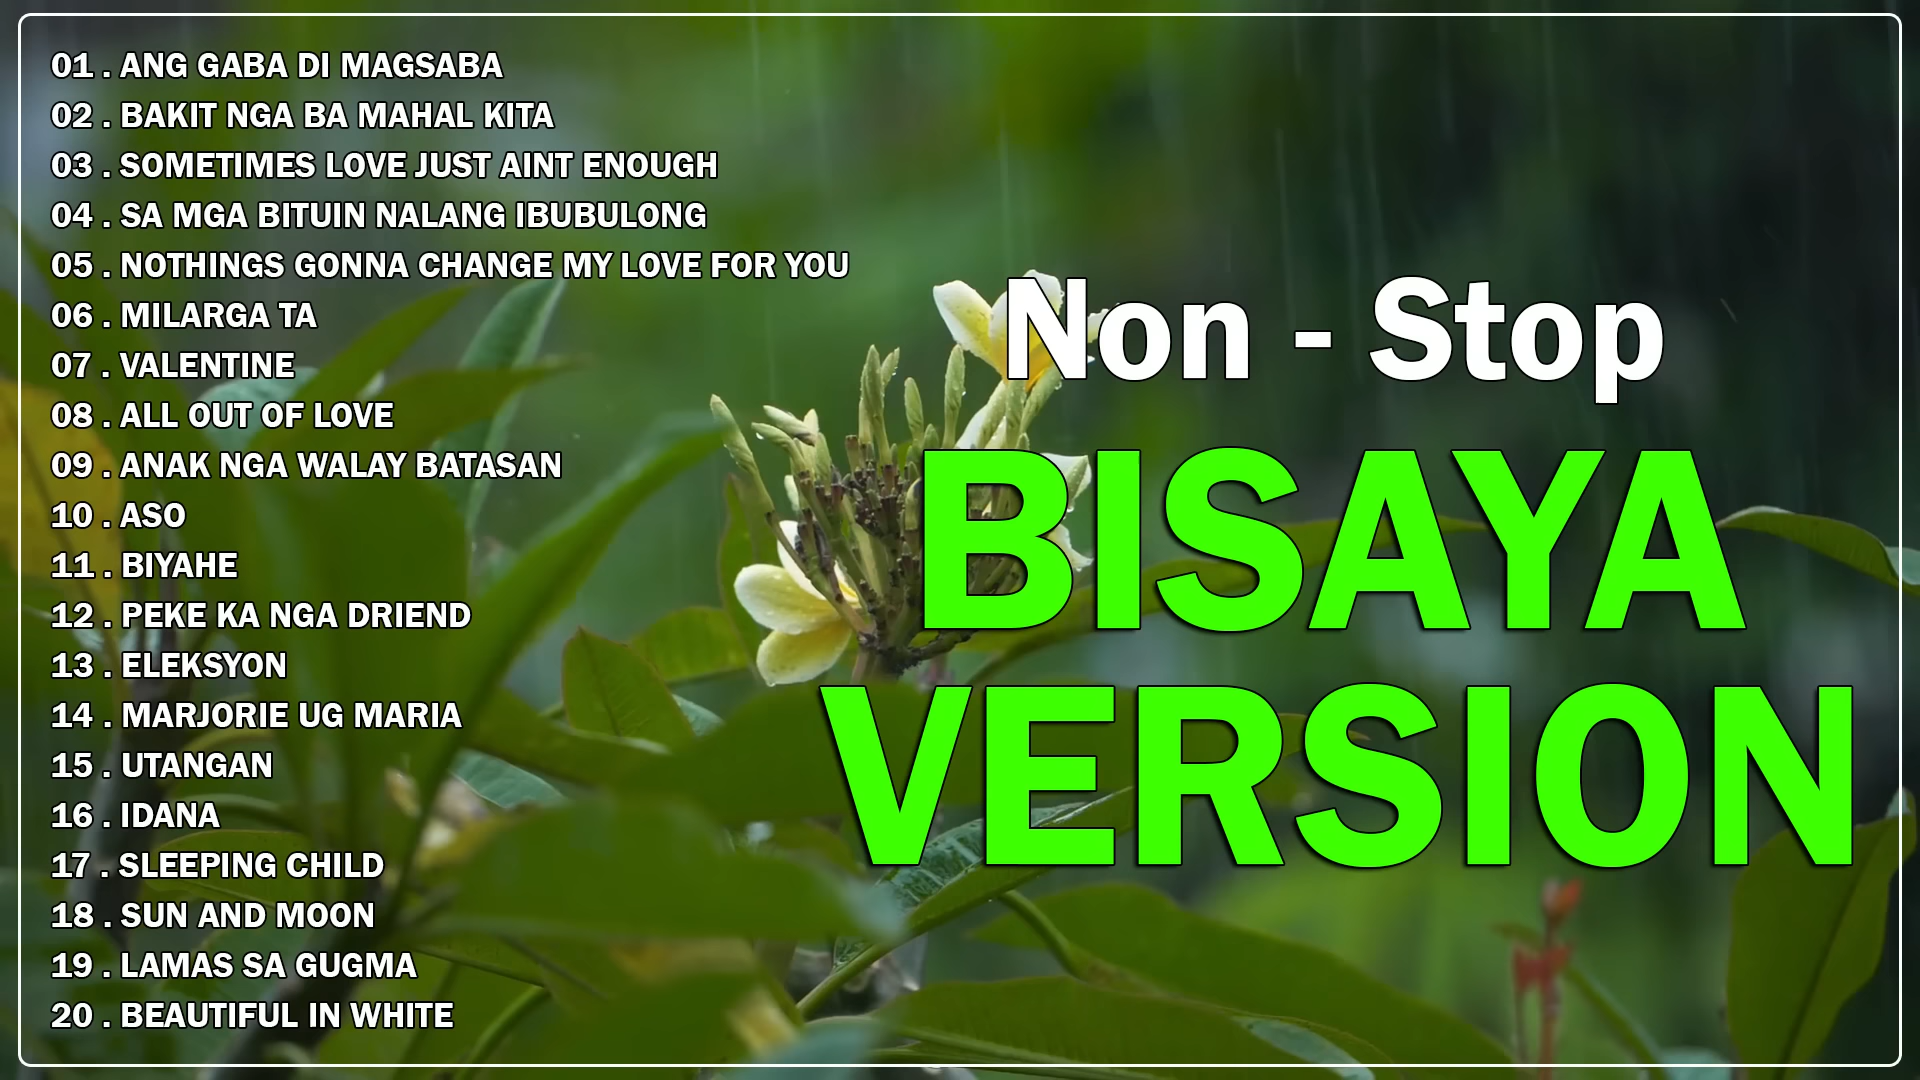 01 . ANG GABA DI MAGSABA
02 . BAKIT NGA BA MAHAL KITA
03 . SOMETIMES LOVE JUST AINT ENOUGH
04 . SA MGA BITUIN NALANG IBUBULONG
05 . NOTHINGS GONNA CHANGE MY LOVE FOR YOU
06 . MILARGA TA
07 . VALENTINE
08 . ALL OUT OF LOVE
09 . ANAK NGA WALAY BATASAN
10 . ASO
11 . BIYAHE
12 . PEKE KA NGA DRIEND
13 . ELEKSYON
14 . MARJORIE UG MARIA
15 . UTANGAN
16 . IDANA
17 . SLEEPING CHILD
18 . SUN AND MOON
19 . LAMAS SA GUGMA
20 . BEAUTIFUL IN WHITE
Non - Stop
BISAYA
VERSION